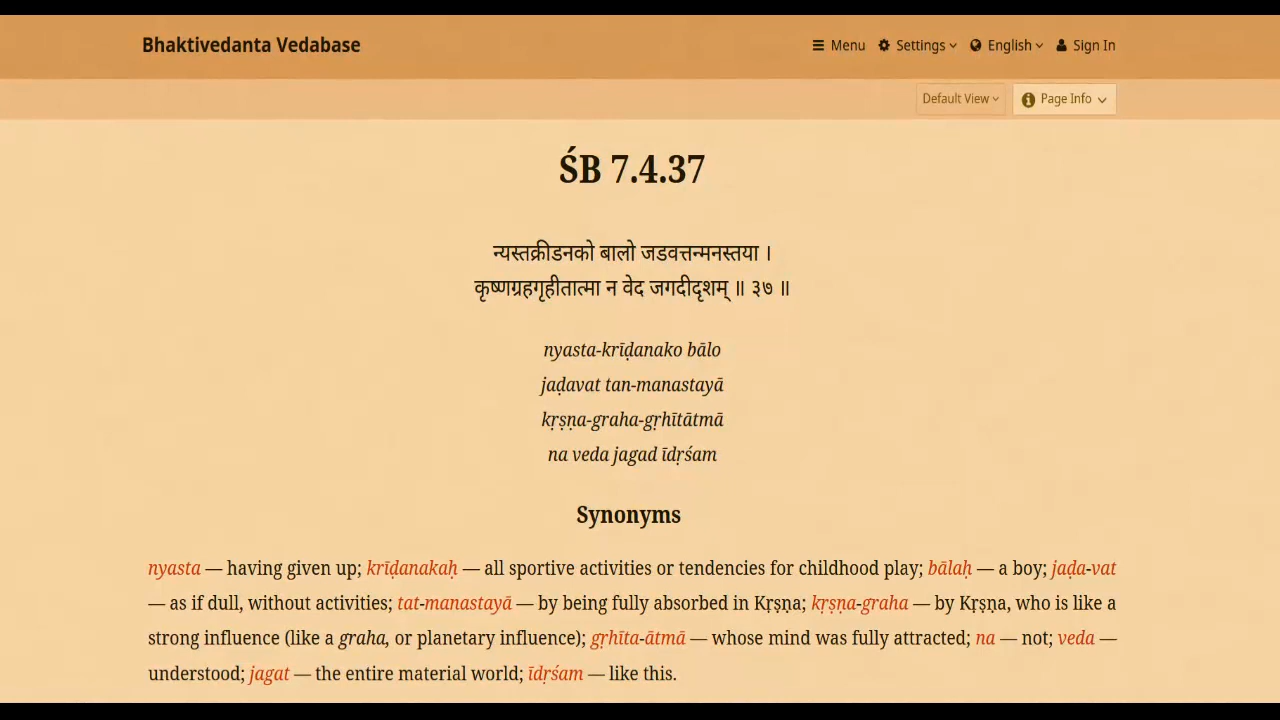 Bhaktivedanta Vedabase
Menu Settings English Sign In
Default View Page Info
ŚB 7.4.37
न्यस्तक्रीडनको बालो जडवत्तन्मनस्तया ।
कृष्णग्रहगृहीतात्मा न वेद जगदीदृशम् ॥ ३७ ॥
nyasta-krīḍanako bālo
jaḍavat tan-manastayā
kṛṣṇa-graha-gṛhītātmā
na veda jagad īdṛśam
Synonyms
nyasta — having given up; krīḍanakaḥ — all sportive activities or tendencies for childhood play; bālaḥ — a boy; jaḍa-vat
— as if dull, without activities; tat-manastayā — by being fully absorbed in Kṛṣṇa; kṛṣṇa-graha — by Kṛṣṇa, who is like a
strong influence (like a graha, or planetary influence); gṛhīta-ātmā — whose mind was fully attracted; na — not; veda —
understood; jagat — the entire material world; īdṛśam — like this.